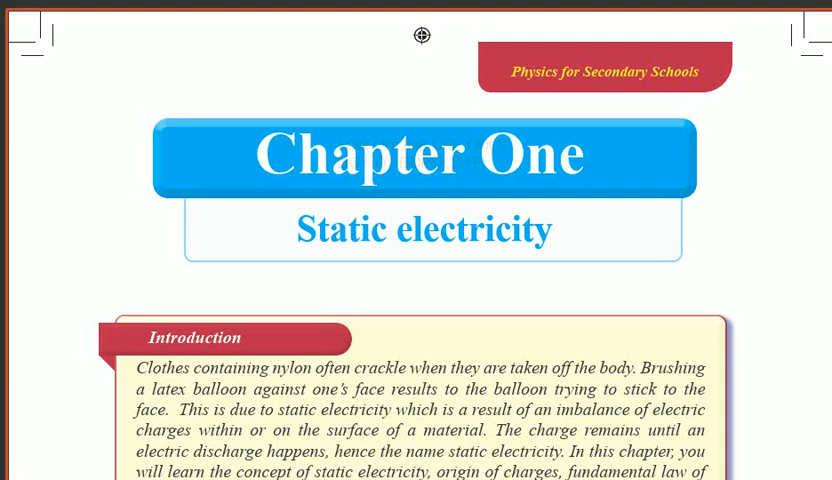 Physics for Secondary Schools
Chapter One
Static electricity
Introduction
Clothes containing nylon often crackle when they are taken off the body. Brushing
a latex balloon against one's face results to the balloon trying to stick to the
face. This is due to static electricity which is a result of an imbalance of electric
charges within or on the surface of a material. The charge remains until an
electric discharge happens, hence the name static electricity. In this chapter, you
will learn the concept of static electricity, origin of charges, fundamental law of